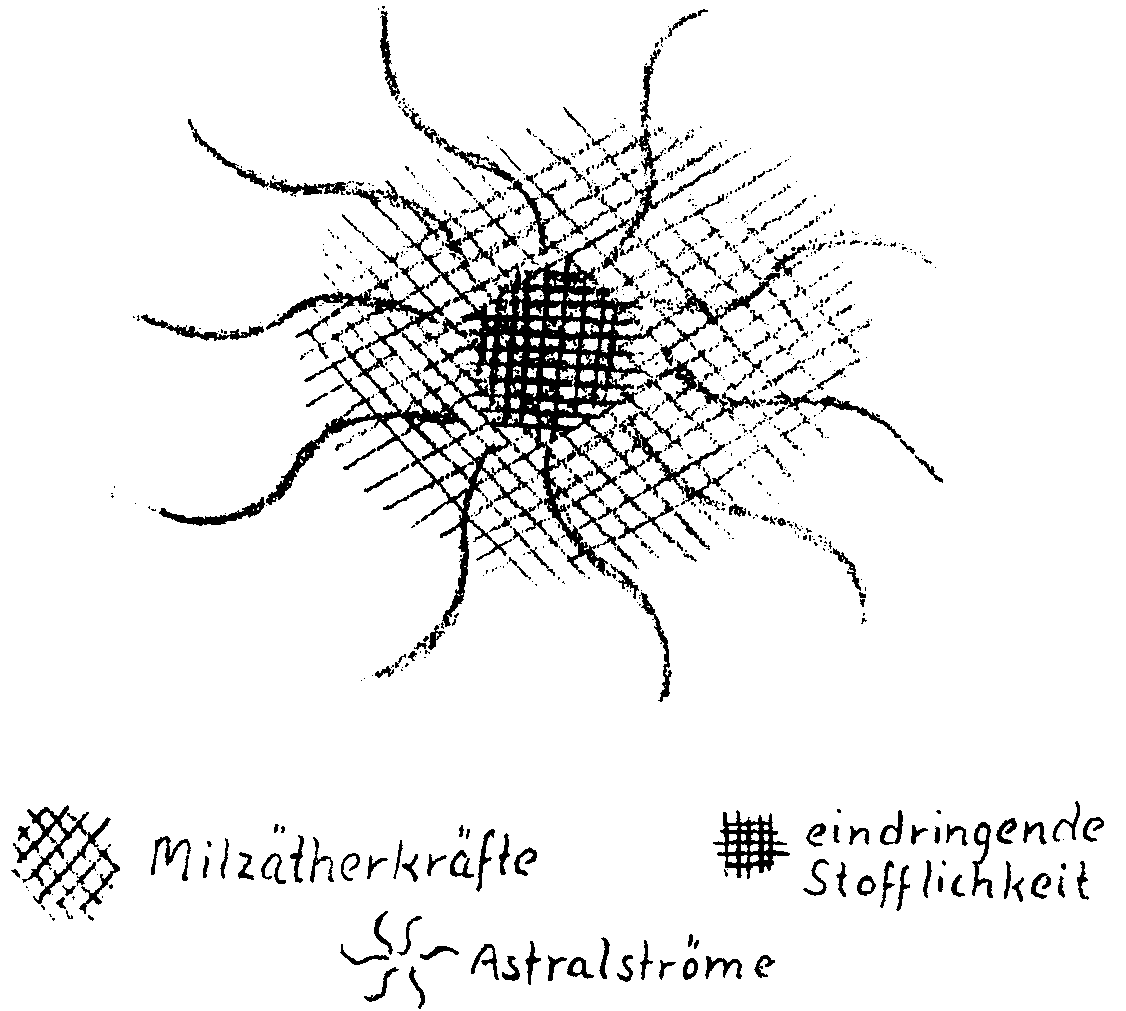 Milzätherkräfte
eindringende
Stofflichkeit
Astralströme